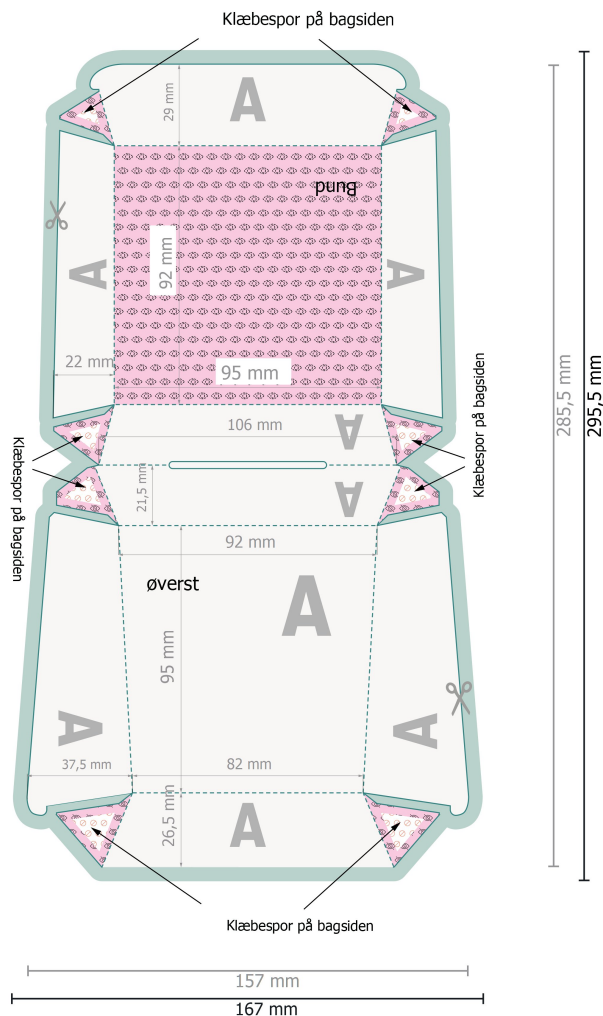 Klæbespor på bagsiden
29 mm
A
Bund
92 mm
A
A
22 mm
95 mm
285,5 mm
295,5 mm
106 mm
A
Klæbespor på bagsiden
Klæbespor på bagsiden
21,5 mm
A
92 mm
øverst
A
95 mm
A
A
37,5 mm
82 mm
26,5 mm
A
Klæbespor på bagsiden
157 mm
167 mm